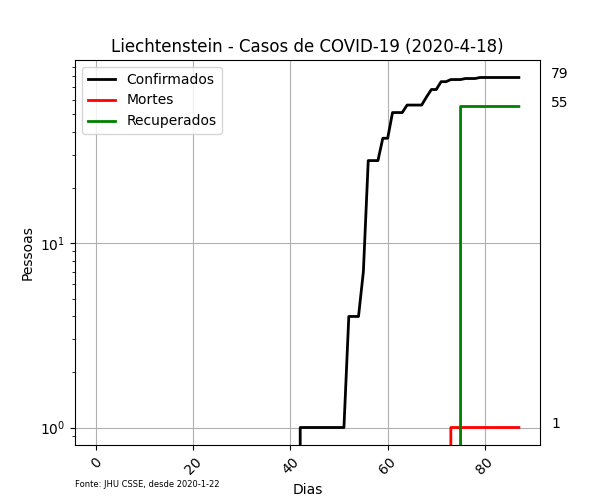 Liechtenstein - Casos de COVID-19 (2020-4-18)
Confirmados
Mortes
Recuperados
79
55
1
Pessoas
10¹
10⁰
0 20 40 60 80
Dias
Fonte: JHU CSSE, desde 2020-1-22